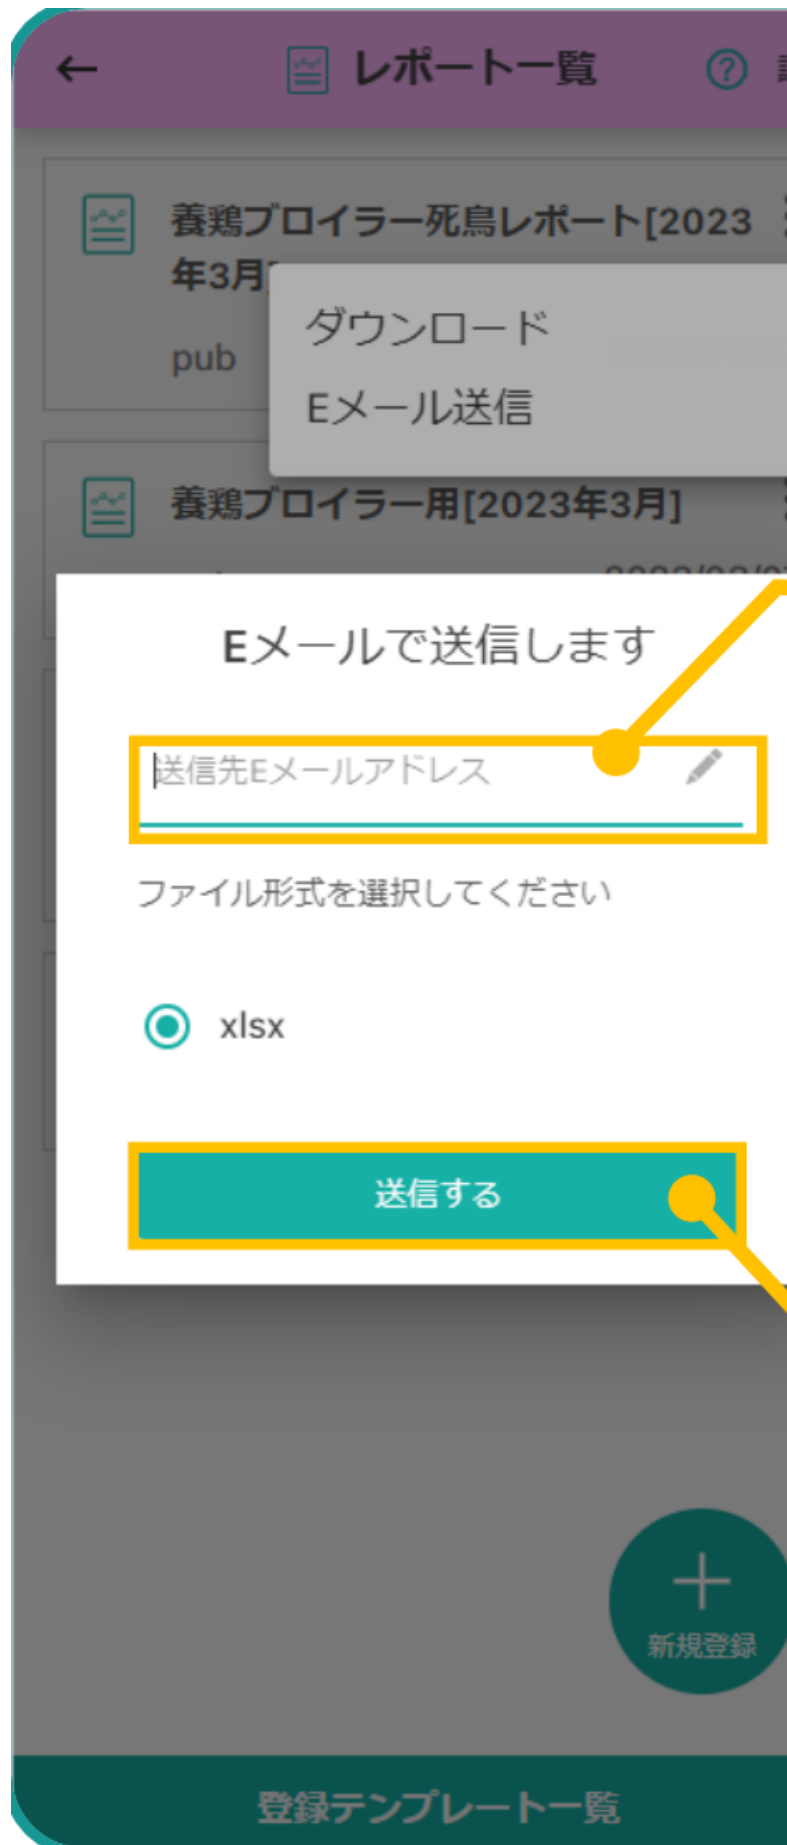 レポート一覧
養鶏ブロイラー死鳥レポート[2023
年3月]
pub
ダウンロード
Eメール送信
養鶏ブロイラー用[2023年3月]
Eメールで送信します
送信先Eメールアドレス
ファイル形式を選択してください
xlsx
送信する
新規登録
登録テンプレート一覧